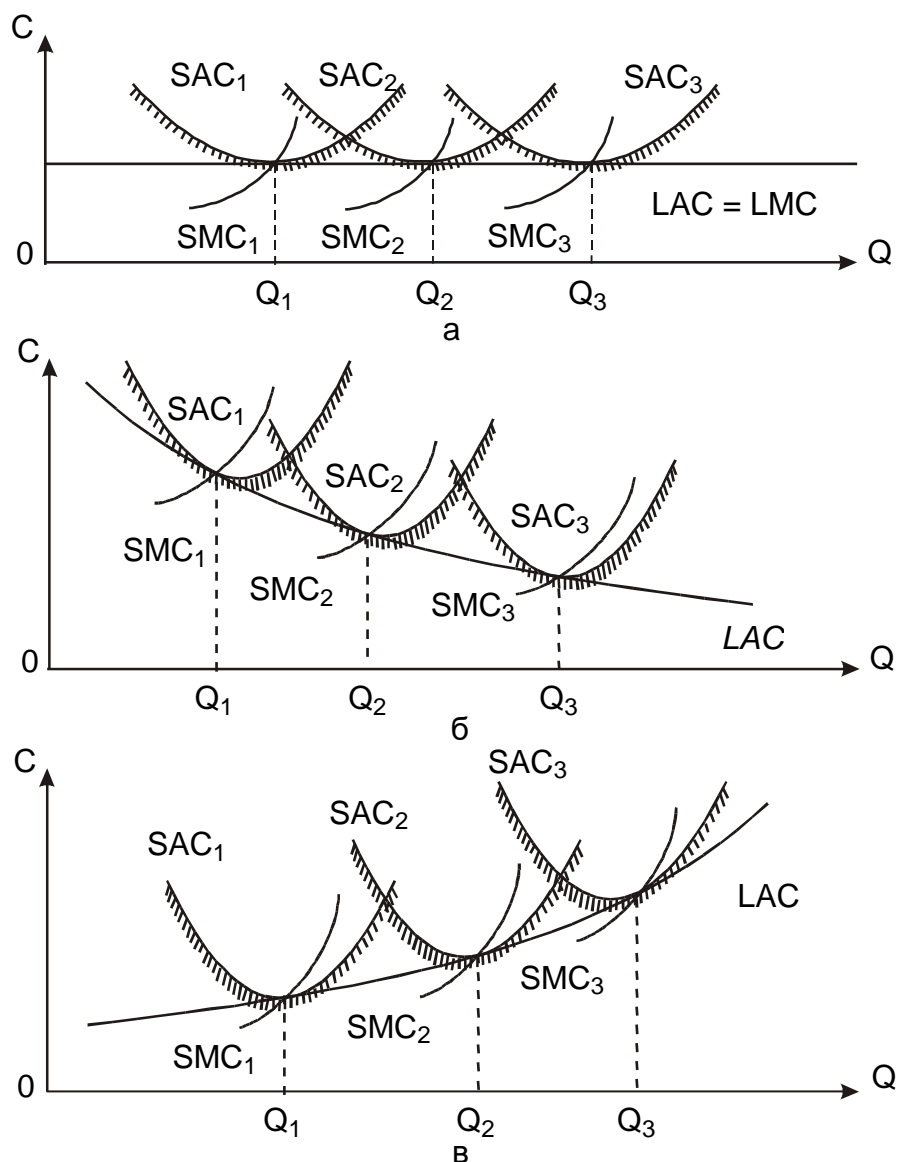 C
SAC₁ SAC₂ SAC₃
LAC = LMC
SMC₁ SMC₂ SMC₃
0 Q
Q₁ Q₂ Q₃
а
C
SAC₁
SAC₂
SAC₃
SMC₁
SMC₂
SMC₃
LAC
0 Q
Q₁ Q₂ Q₃
б
C
SAC₃
SAC₂
SAC₁
LAC
SMC₃
SMC₂
SMC₁
0 Q
Q₁ Q₂ Q₃
в